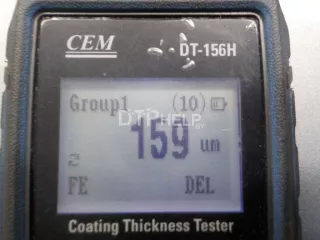 CEM
DT-156H
Group1 (10)
DTPHELP
159 um
FE DEL
Coating Thickness Tester